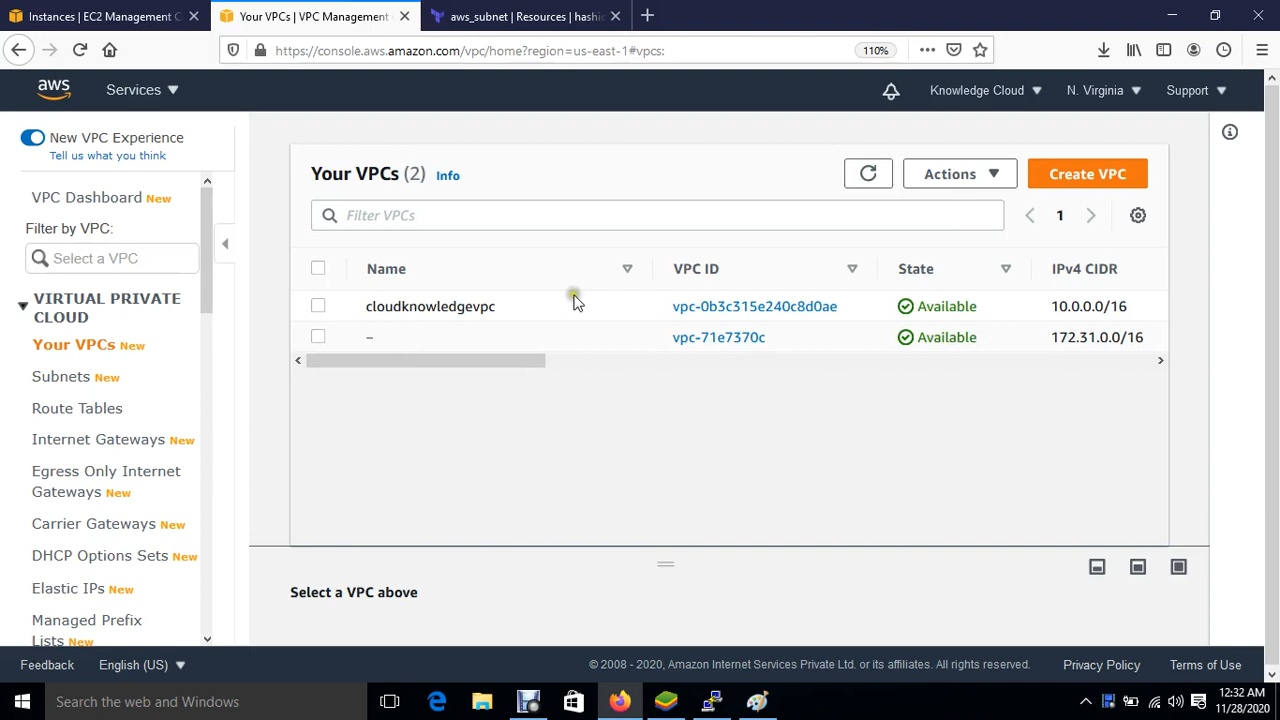 Instances | EC2 Management C
Your VPCs | VPC Management
aws_subnet | Resources | hashic
https://console.aws.amazon.com/vpc/home?region=us-east-1#vpcs:
110%
aws
Services
Knowledge Cloud
N. Virginia
Support
New VPC Experience
Tell us what you think
VPC Dashboard New
Filter by VPC:
Select a VPC
VIRTUAL PRIVATE
CLOUD
Your VPCs New
Subnets New
Route Tables
Internet Gateways New
Egress Only Internet
Gateways New
Carrier Gateways New
DHCP Options Sets New
Elastic IPs New
Managed Prefix
Lists New
Your VPCs (2) Info
Actions
Create VPC
Filter VPCs
1
Name VPC ID State IPv4 CIDR
cloudknowledgevpc vpc-0b3c315e240c8d0ae Available 10.0.0.0/16
– vpc-71e7370c Available 172.31.0.0/16
Select a VPC above
Feedback English (US) © 2008 - 2020, Amazon Internet Services Private Ltd. or its affiliates. All rights reserved. Privacy Policy Terms of Use
Search the web and Windows
12:32 AM
11/28/2020